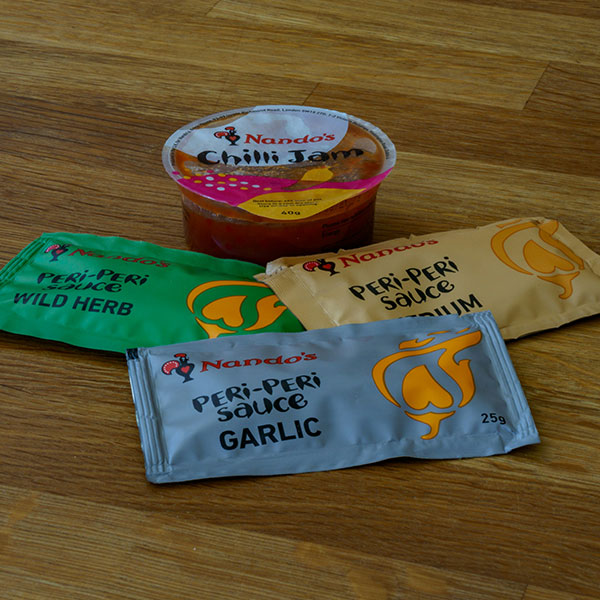 Nando's
Chilli Jam
40g
Nando's
PERi-PERi
sauce
WILD HERB
Nando's
PERi-PERi
sauce
Nando's
PERi-PERi
sauce
GARLIC
25g